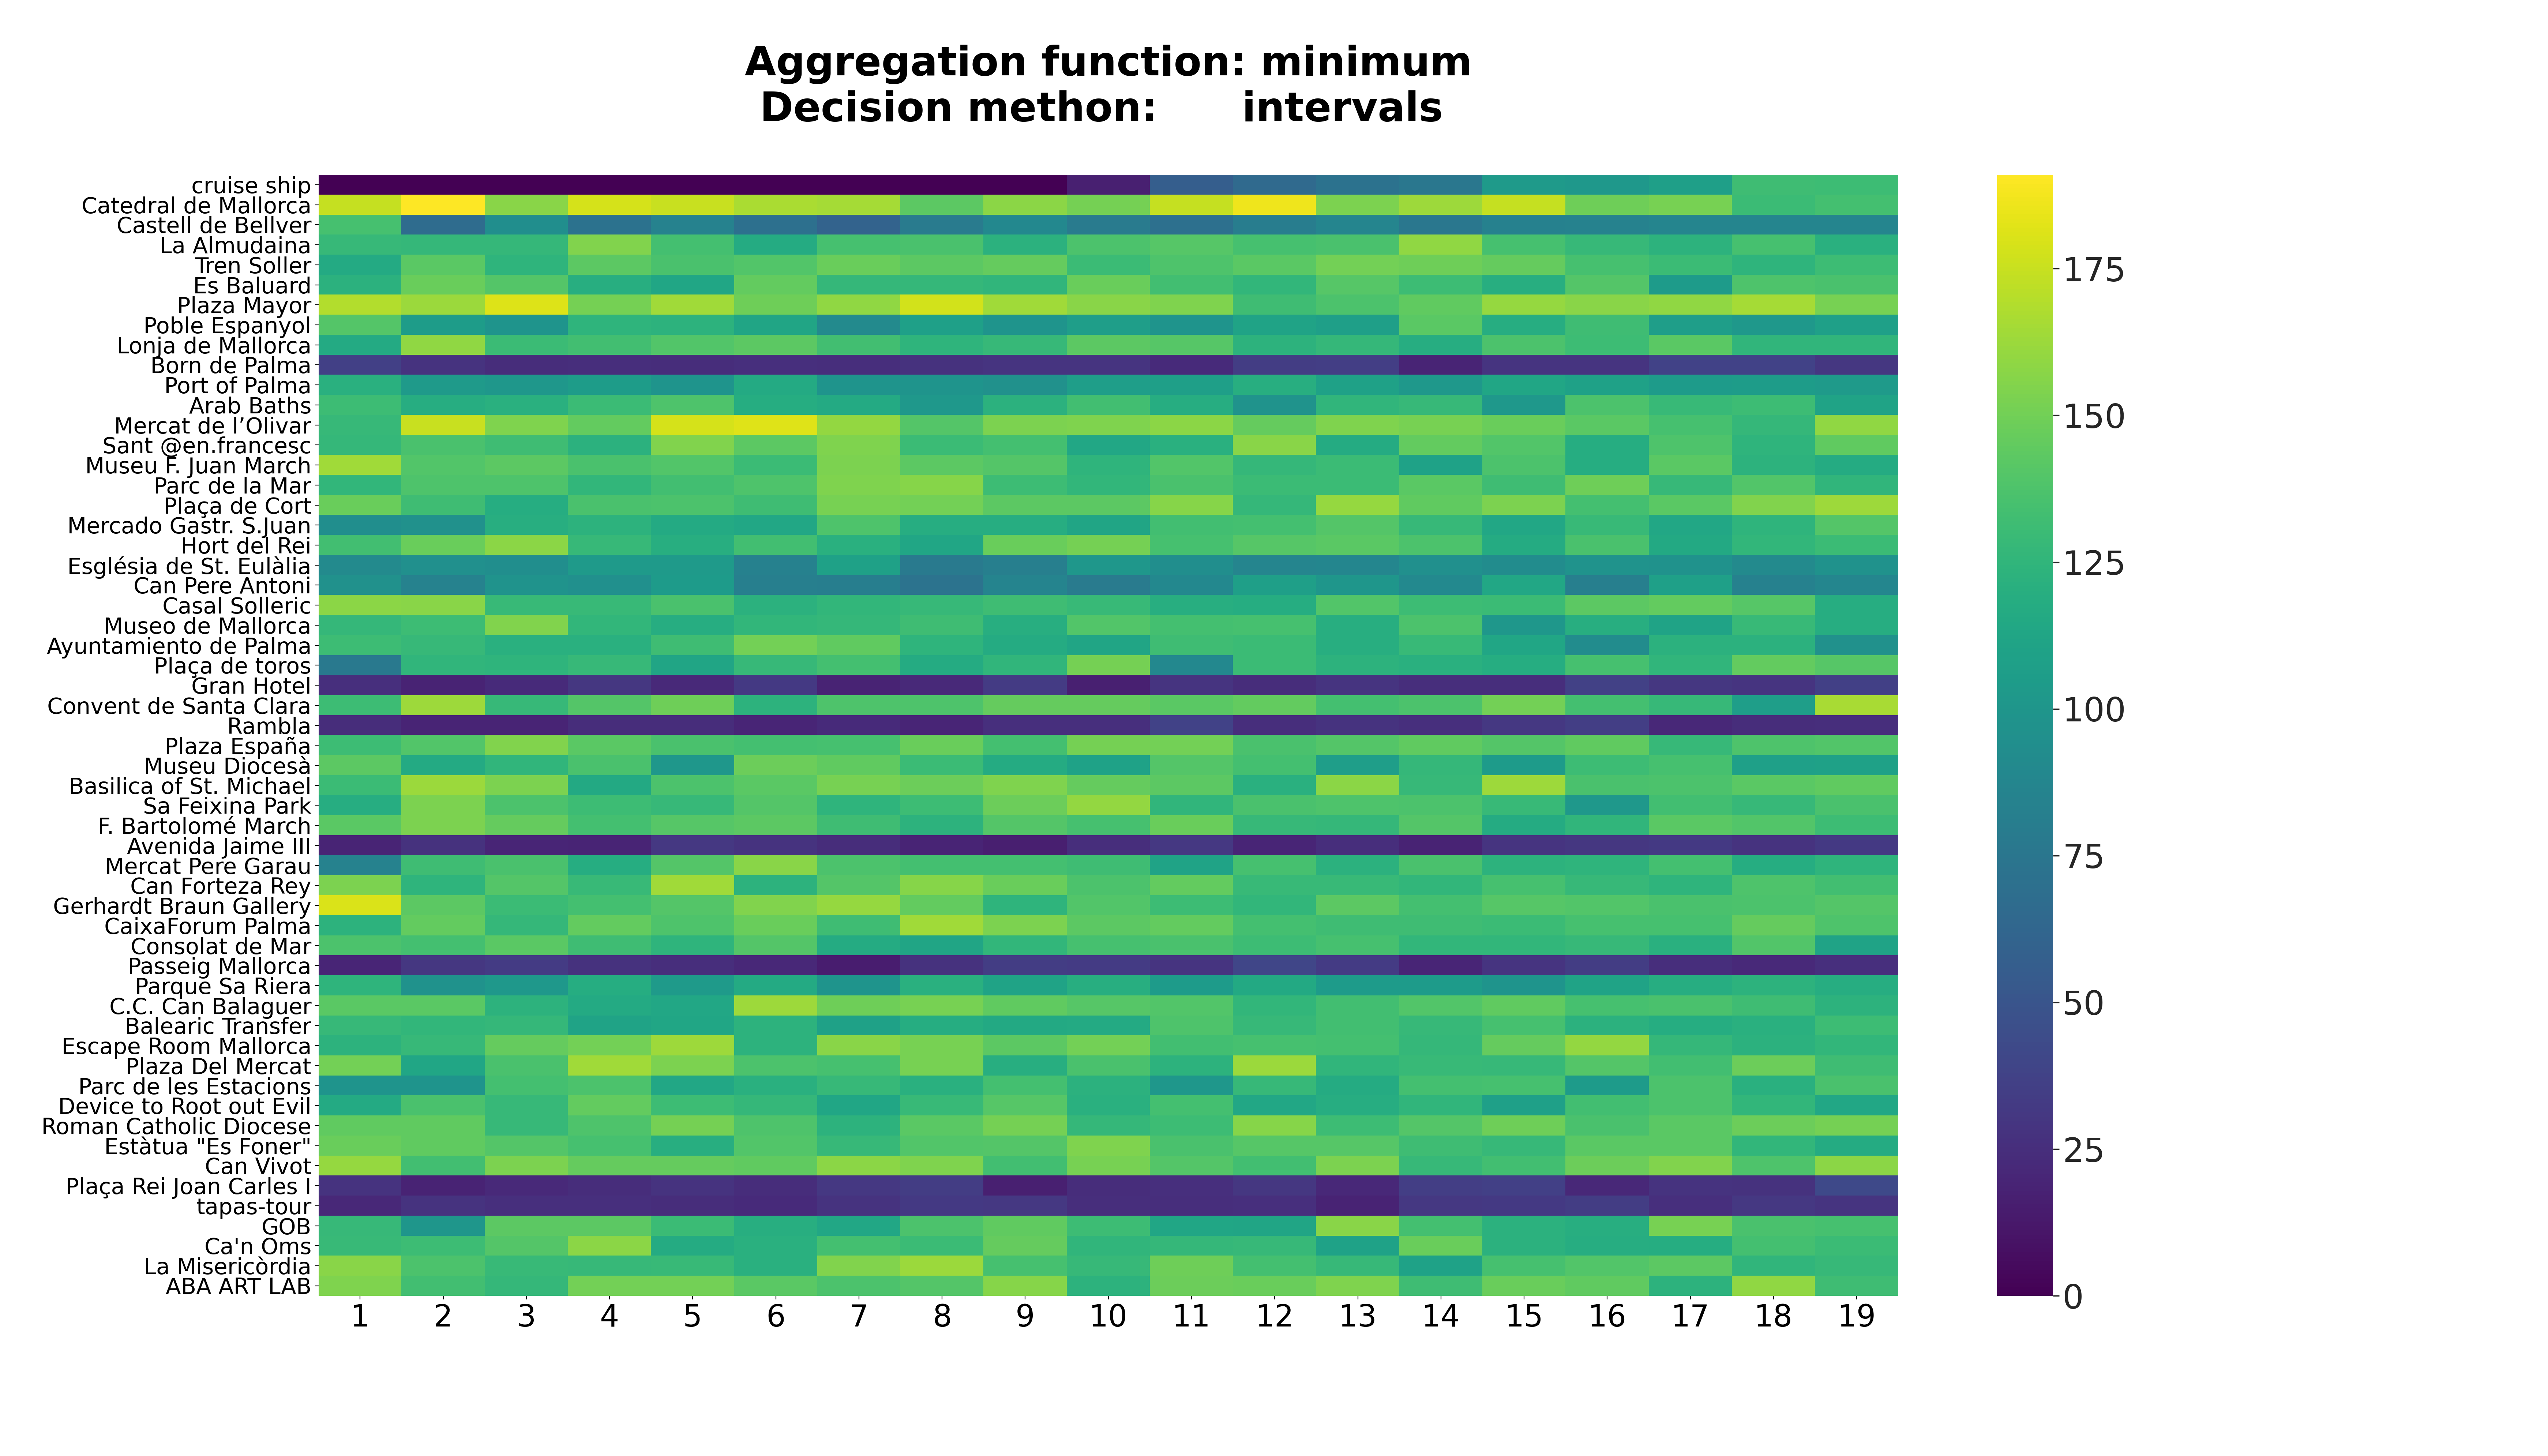 Aggregation function: minimum
Decision methon: intervals
cruise ship
Catedral de Mallorca
Castell de Bellver
La Almudaina
Tren Soller
Es Baluard
Plaza Mayor
Poble Espanyol
Lonja de Mallorca
Born de Palma
Port of Palma
Arab Baths
Mercat de l’Olivar
Sant @en.francesc
Museu F. Juan March
Parc de la Mar
Plaça de Cort
Mercado Gastr. S.Juan
Hort del Rei
Església de St. Eulàlia
Can Pere Antoni
Casal Solleric
Museo de Mallorca
Ayuntamiento de Palma
Plaça de toros
Gran Hotel
Convent de Santa Clara
Rambla
Plaza España
Museu Diocesà
Basilica of St. Michael
Sa Feixina Park
F. Bartolomé March
Avenida Jaime III
Mercat Pere Garau
Can Forteza Rey
Gerhardt Braun Gallery
CaixaForum Palma
Consolat de Mar
Passeig Mallorca
Parque Sa Riera
C.C. Can Balaguer
Balearic Transfer
Escape Room Mallorca
Plaza Del Mercat
Parc de les Estacions
Device to Root out Evil
Roman Catholic Diocese
Estàtua "Es Foner"
Can Vivot
Plaça Rei Joan Carles I
tapas-tour
GOB
Ca'n Oms
La Misericòrdia
ABA ART LAB
1 2 3 4 5 6 7 8 9 10 11 12 13 14 15 16 17 18 19
175
150
125
100
75
50
25
0